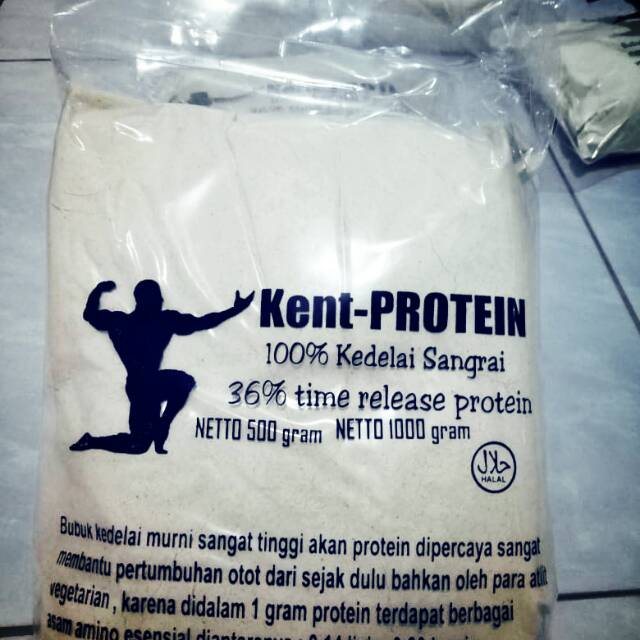 Kent-PROTEIN
100% Kedelai Sangrai
36% time release protein
NETTO 500 gram NETTO 1000 gram
حلال
HALAL
Bubuk kedelai murni sangat tinggi akan protein dipercaya sangat
membantu pertumbuhan otot dari sejak dulu bahkan oleh para
vegetarian , karena didalam 1 gram protein terdapat berbagai
asam amino esensial